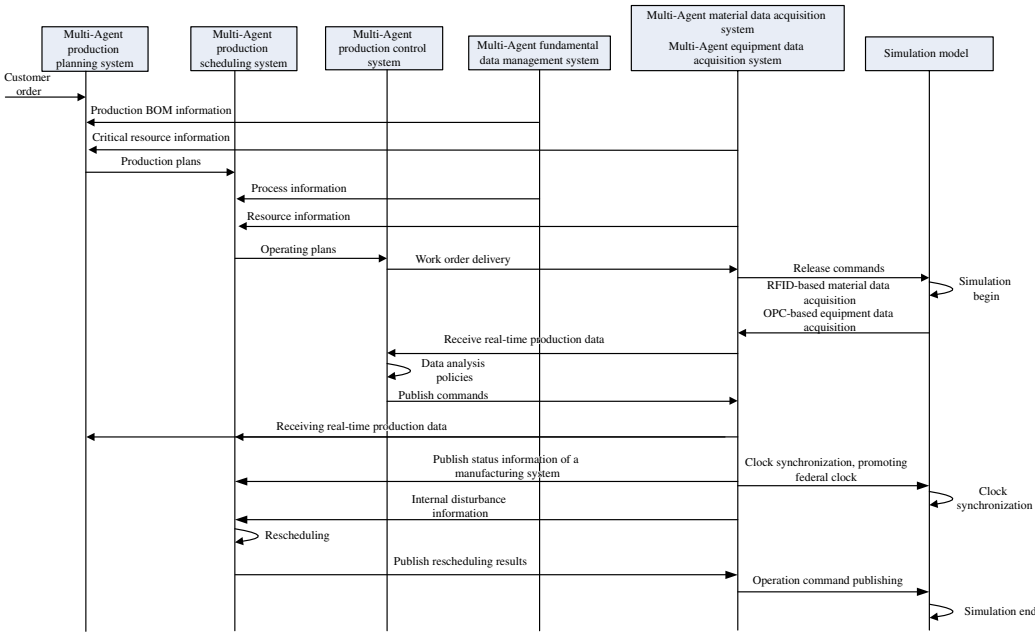 Multi-Agent
production
planning system
Multi-Agent
production
scheduling system
Multi-Agent
production control
system
Multi-Agent fundamental
data management system
Multi-Agent material data acquisition
system
Multi-Agent equipment data
acquisition system
Simulation model
Customer
order
Production BOM information
Critical resource information
Production plans
Process information
Resource information
Operating plans
Work order delivery
Release commands
RFID-based material data
acquisition
Simulation
begin
OPC-based equipment data
acquisition
Receive real-time production data
Data analysis
policies
Publish commands
Receiving real-time production data
Publish status information of a
manufacturing system
Clock synchronization, promoting
federal clock
Clock
synchronization
Internal disturbance
information
Rescheduling
Publish rescheduling results
Operation command publishing
Simulation end